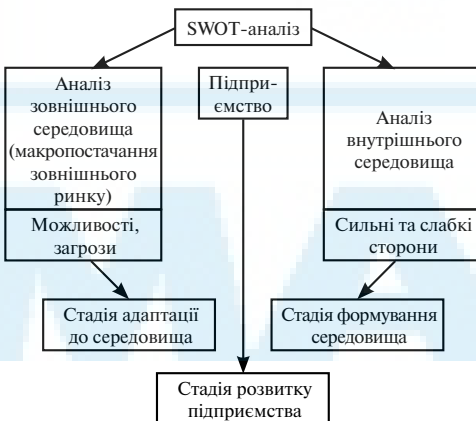 SWOT-аналіз
Аналіз
зовнішнього
середовища
(макропостачання
зовнішнього
ринку)
Можливості,
загрози
Підпри-
ємство
Аналіз
внутрішнього
середовища
Сильні та слабкі
сторони
Стадія адаптації
до середовища
Стадія формування
середовища
Стадія розвитку
підприємства